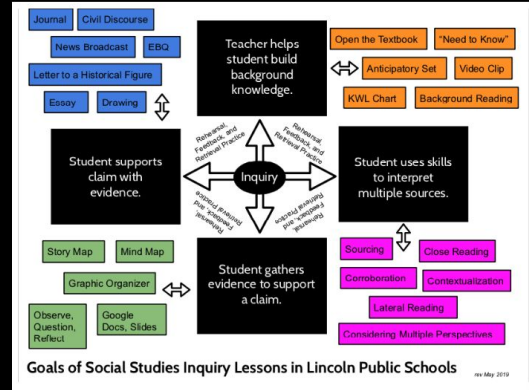 Journal
Civil Discourse
News Broadcast
EBQ
Letter to a Historical Figure
Essay
Drawing
Teacher helps
student build
background
knowledge.
Open the Textbook
"Need to Know"
Anticipatory Set
Video Clip
KWL Chart
Background Reading
Student supports
claim with
evidence.
Rehearsal,
Feedback, and
Retrieval Practice
Rehearsal,
Feedback, and
Retrieval Practice
Inquiry
Rehearsal,
Feedback, and
Retrieval Practice
Rehearsal,
Feedback, and
Retrieval Practice
Student uses skills
to interpret
multiple sources.
Story Map
Mind Map
Graphic Organizer
Observe,
Question,
Reflect
Google
Docs, Slides
Student gathers
evidence to support
a claim.
Sourcing
Close Reading
Corroboration
Contextualization
Lateral Reading
Considering Multiple Perspectives
Goals of Social Studies Inquiry Lessons in Lincoln Public Schools
rev May 2019